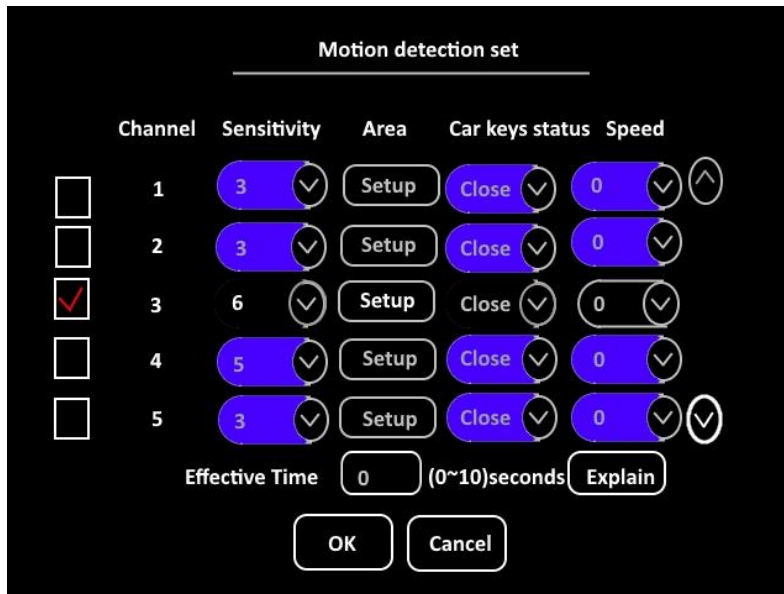 Motion detection set
Channel Sensitivity Area Car keys status Speed
1 3 Setup Close 0
2 3 Setup Close 0
3 6 Setup Close 0
4 5 Setup Close 0
5 3 Setup Close 0
Effective Time 0 (0~10)seconds Explain
OK Cancel